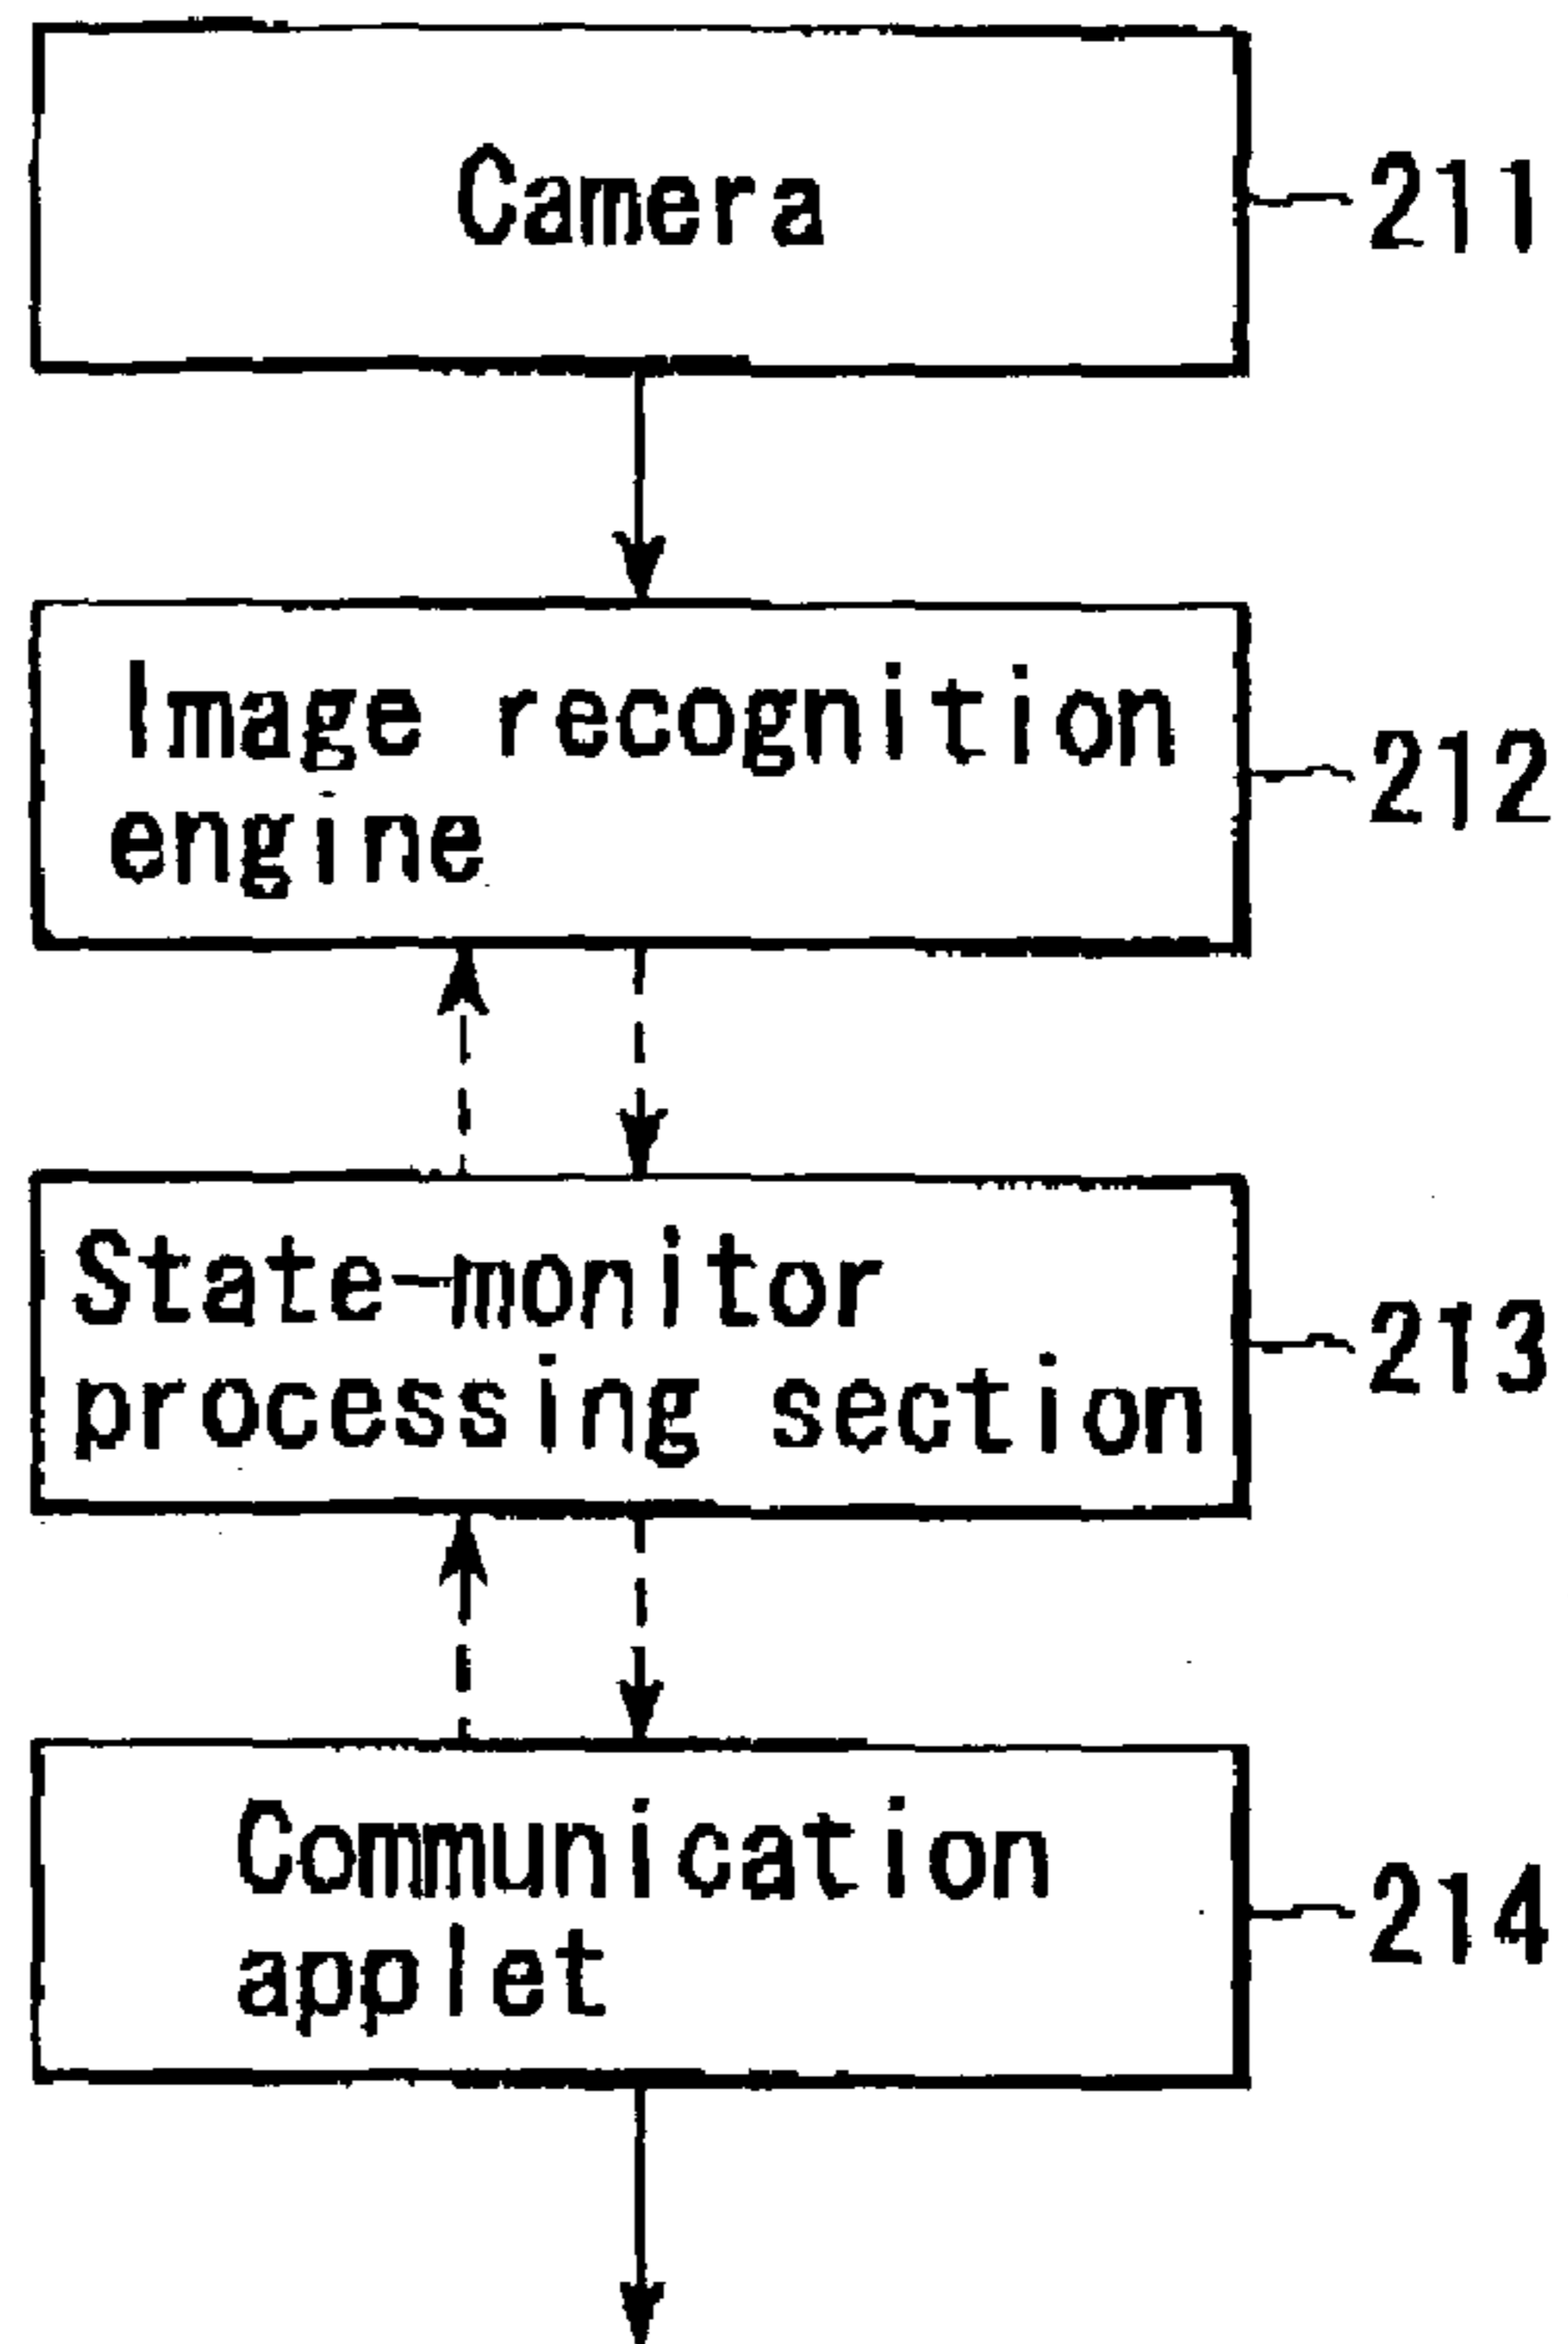 Camera
211
Image recognition
engine
212
State-monitor
processing section
213
Communication
applet
214